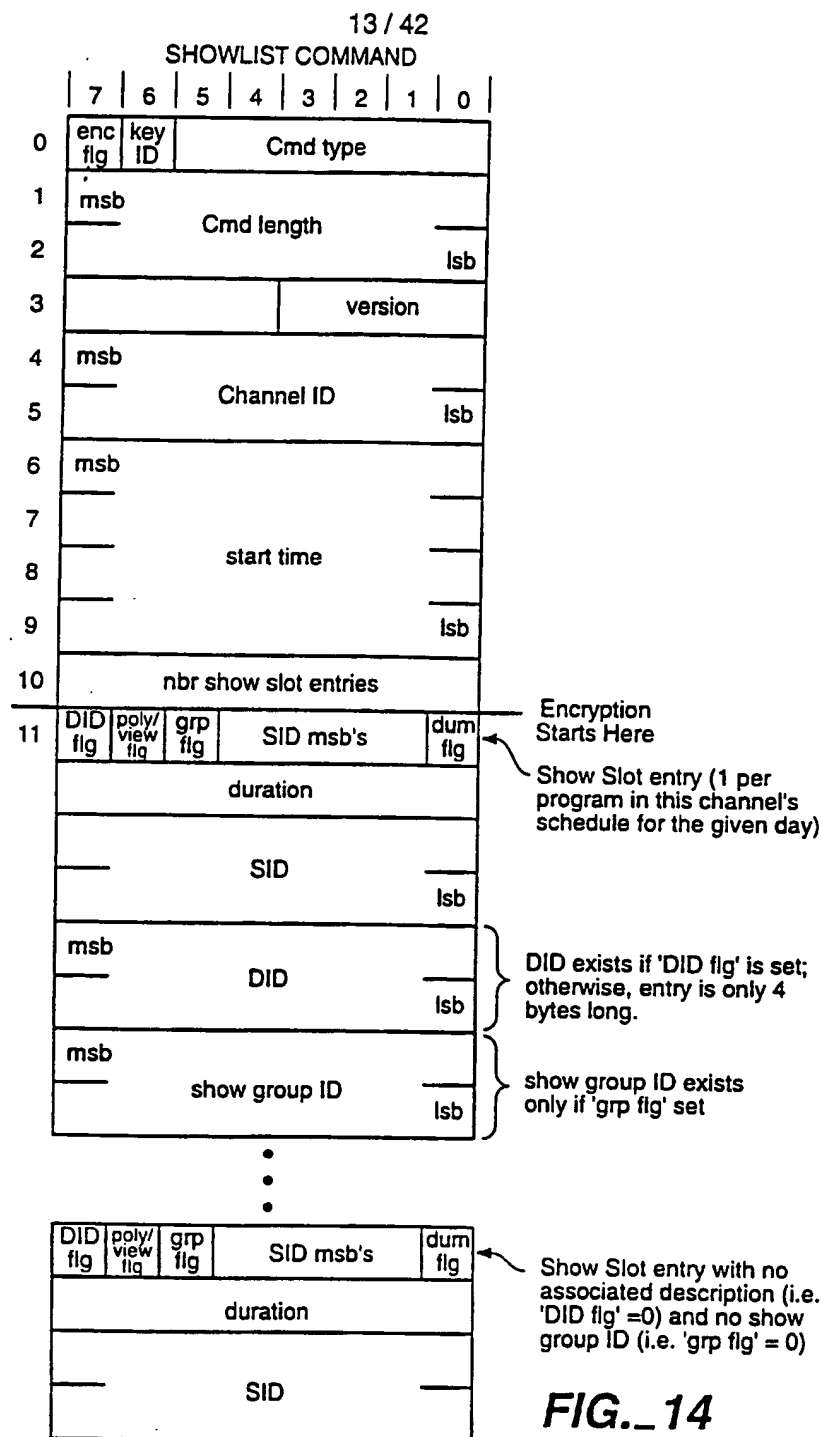 13 / 42
SHOWLIST COMMAND
7 6 5 4 3 2 1 0
0 enc flg key ID Cmd type
1 msb
Cmd length
2 lsb
3 version
4 msb
Channel ID
5 lsb
6 msb
7
start time
8
9 lsb
10 nbr show slot entries
Encryption
Starts Here
11 DID flg poly/ view flg grp flg SID msb's dum flg
Show Slot entry (1 per
program in this channel's
schedule for the given day)
duration
SID
lsb
msb
DID
lsb
DID exists if 'DID flg' is set;
otherwise, entry is only 4
bytes long.
msb
show group ID
lsb
show group ID exists
only if 'grp flg' set
DID flg poly/ view flg grp flg SID msb's dum flg
Show Slot entry with no
associated description (i.e.
'DID flg' =0) and no show
group ID (i.e. 'grp flg' = 0)
duration
SID
FIG._14